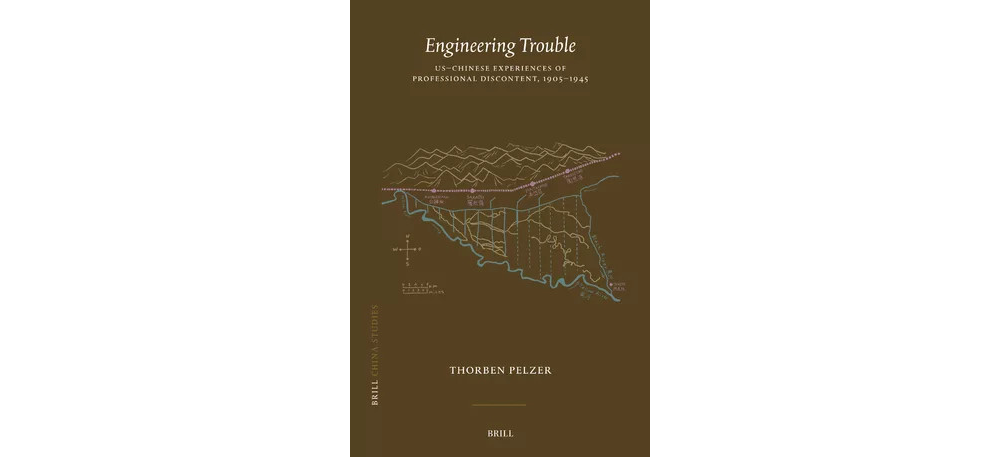 Engineering Trouble
US–CHINESE EXPERIENCES OF
PROFESSIONAL DISCONTENT, 1905–1945
N
W E
S
THORBEN PELZER
BRILL CHINA STUDIES
BRILL